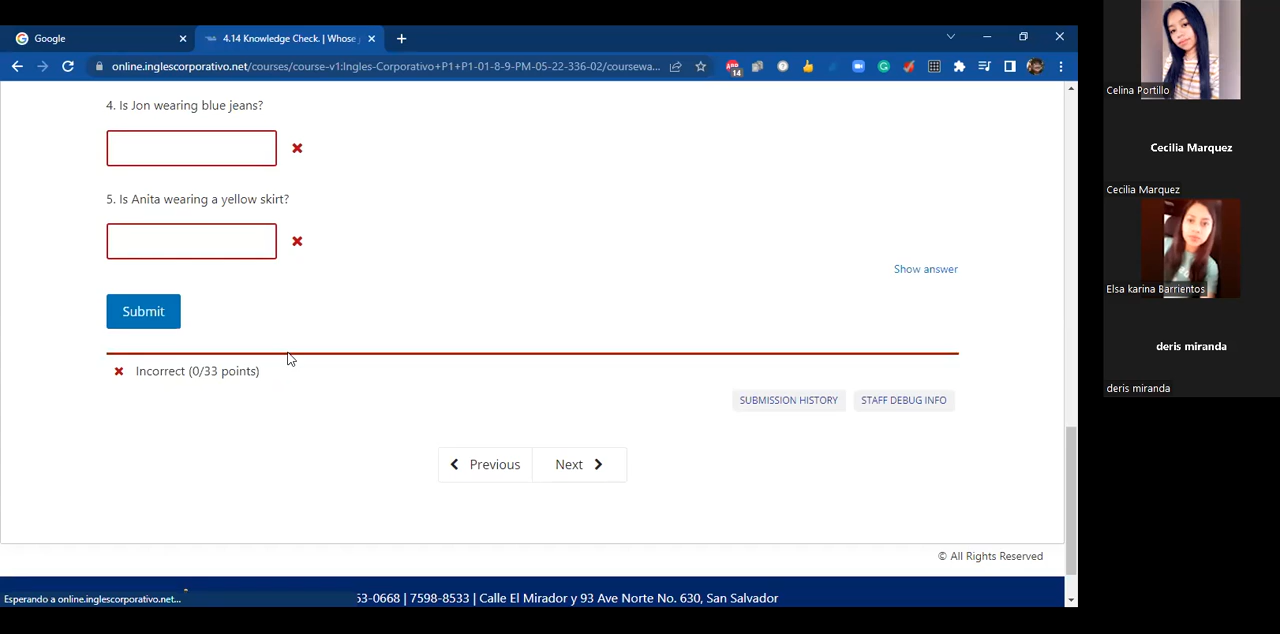 Google
4.14 Knowledge Check. | Whose
online.inglescorporativo.net/courses/course-v1:Ingles-Corporativo+P1+P1-01-8-9-PM-05-22-336-02/coursewa...
14
4. Is Jon wearing blue jeans?
5. Is Anita wearing a yellow skirt?
Show answer
Submit
Incorrect (0/33 points)
SUBMISSION HISTORY
STAFF DEBUG INFO
Previous
Next
© All Rights Reserved
Esperando a online.inglescorporativo.net...
53-0668 | 7598-8533 | Calle El Mirador y 93 Ave Norte No. 630, San Salvador
Celina Portillo
Cecilia Marquez
Cecilia Marquez
Elsa karina Barrientos
deris miranda
deris miranda